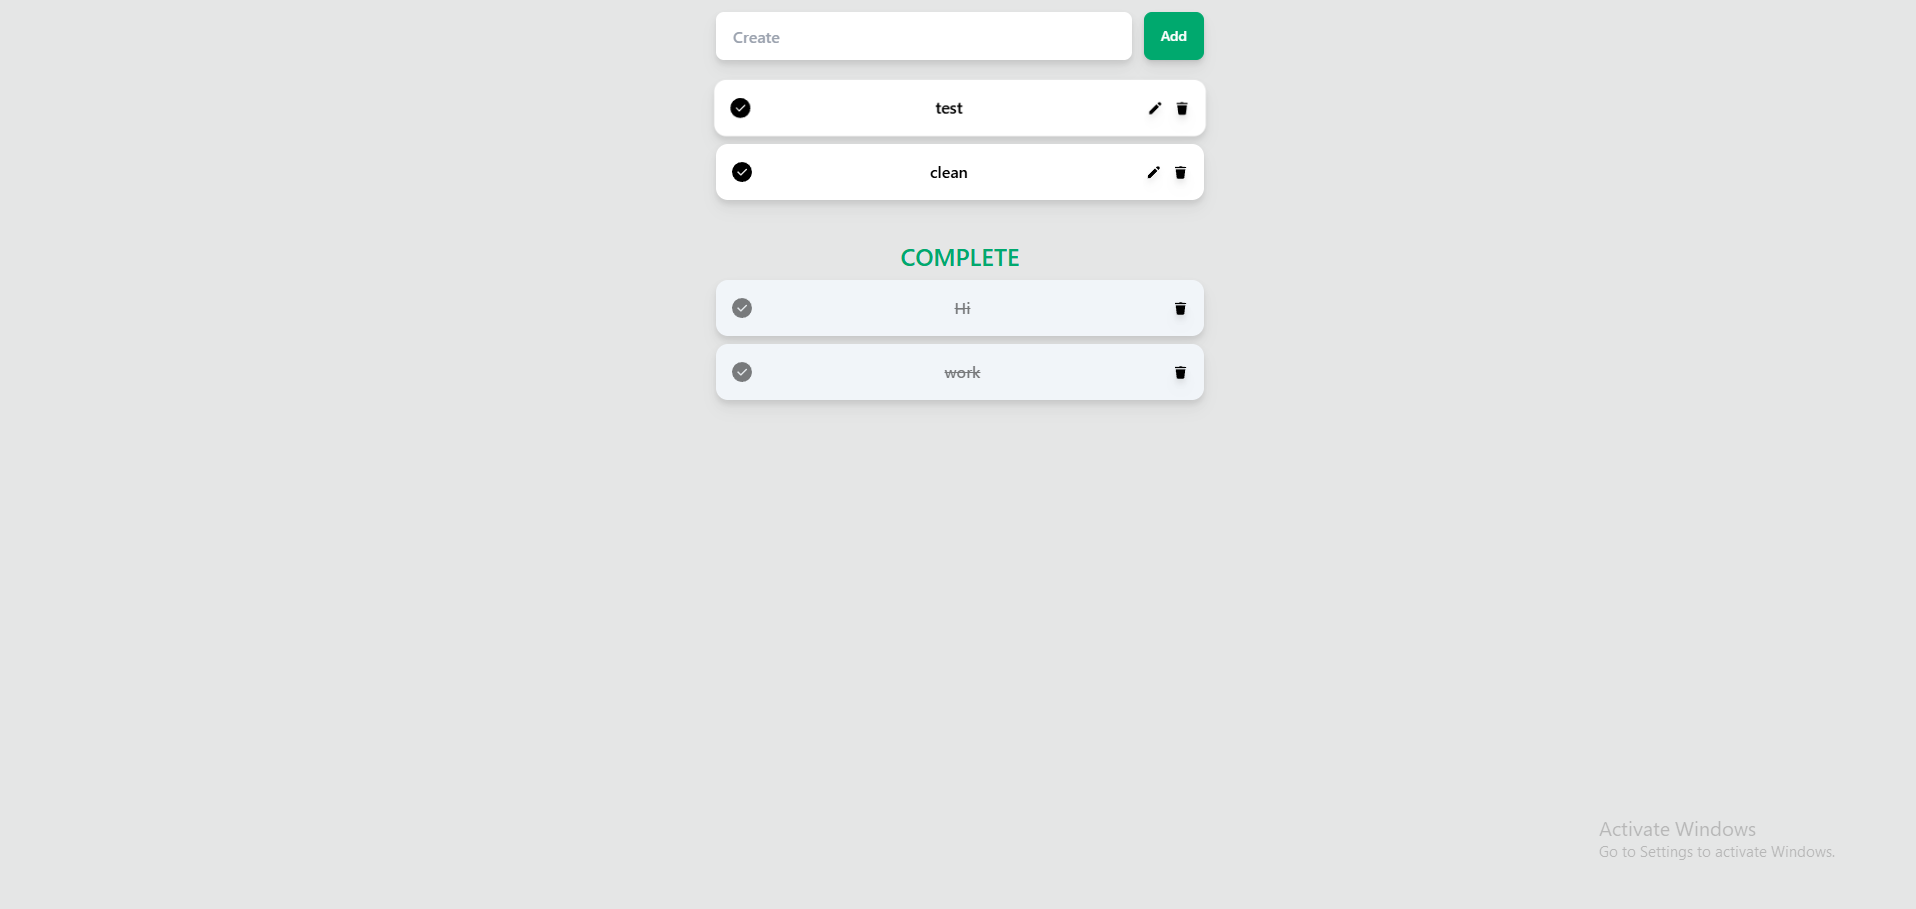 Create
Add
test
clean
COMPLETE
Hi
work
Activate Windows
Go to Settings to activate Windows.